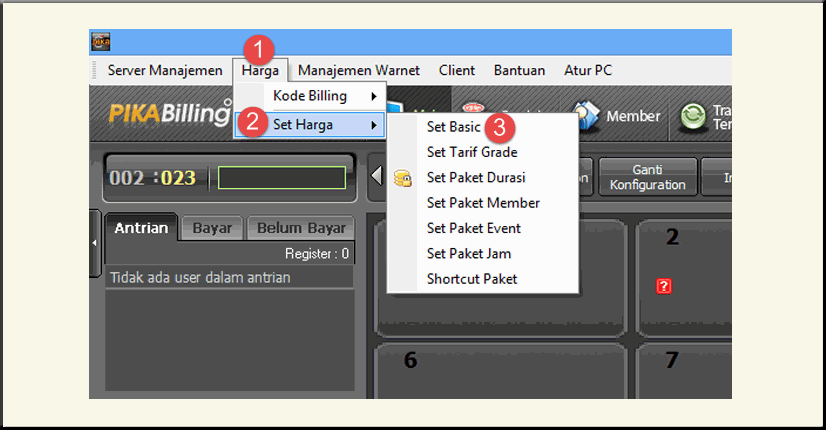 PIKA
1
Server Manajemen Harga Manajemen Warnet Client Bantuan Atur PC
Kode Billing
PIKABilling
Member
2 Set Harga
Set Basic 3
Set Tarif Grade
Set Paket Durasi
Set Paket Member
Set Paket Event
Set Paket Jam
Shortcut Paket
002 :023
Ganti
Konfiguration
Antrian Bayar Belum Bayar
Register : 0
Tidak ada user dalam antrian
2
?
6
7